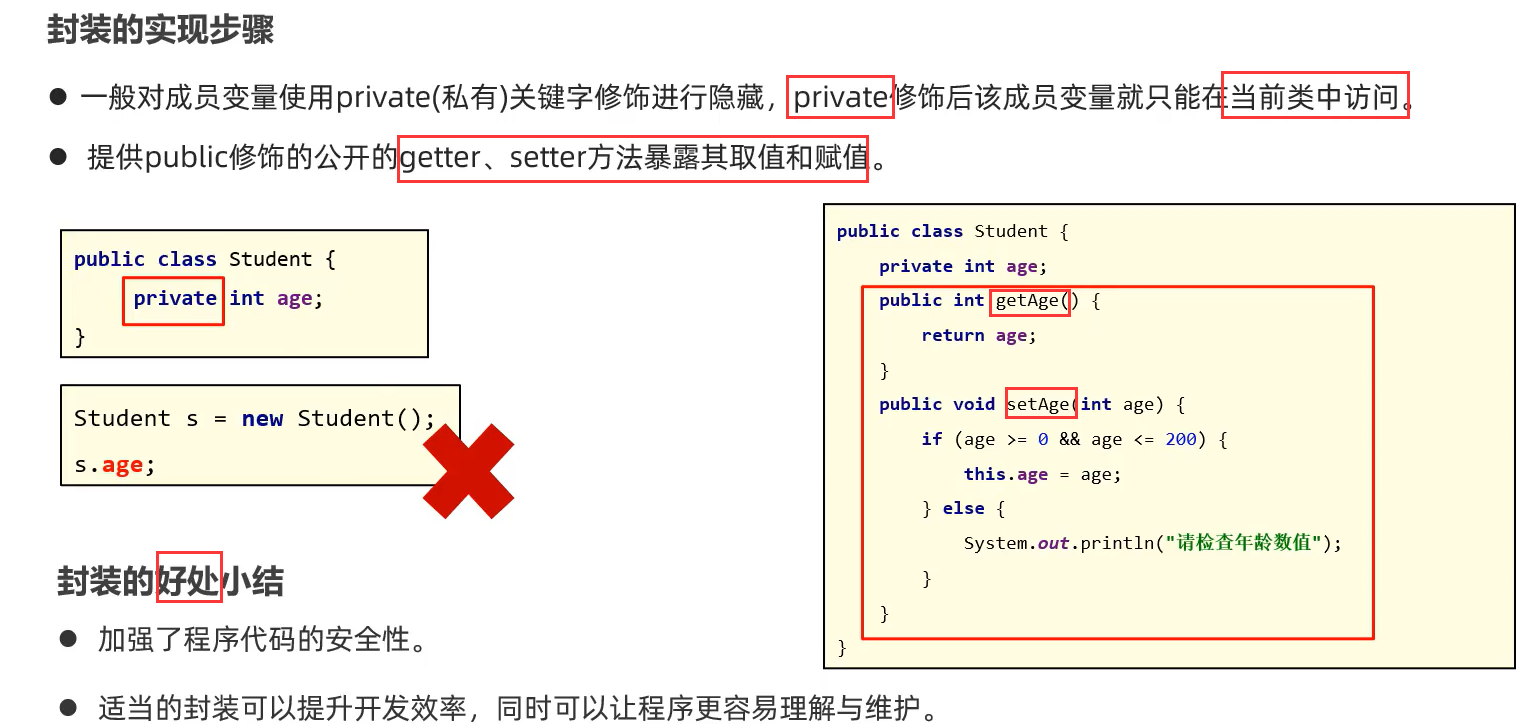 封装的实现步骤
● 一般对成员变量使用private(私有)关键字修饰进行隐藏，private修饰后该成员变量就只能在当前类中访问。
● 提供public修饰的公开的getter、setter方法暴露其取值和赋值。
public class Student {
    private int age;
}
Student s = new Student();
s.age;
public class Student {
    private int age;
    public int getAge() {
        return age;
    }
    public void setAge(int age) {
        if (age >= 0 && age <= 200) {
            this.age = age;
        } else {
            System.out.println("请检查年龄数值");
        }
    }
}
封装的好处小结
● 加强了程序代码的安全性。
● 适当的封装可以提升开发效率，同时可以让程序更容易理解与维护。